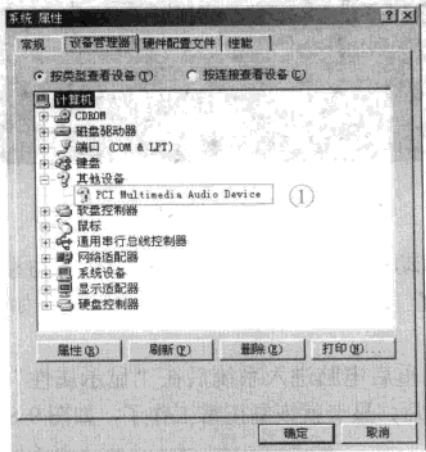 系统 属性
常规 设备管理器 硬件配置文件 性能
按类型查看设备(T) 按连接查看设备(C)
计算机
CDROM
磁盘驱动器
端口 (COM & LPT)
键盘
其他设备
PCI Multimedia Audio Device ①
软盘控制器
鼠标
通用串行总线控制器
网络适配器
系统设备
显示适配器
硬盘控制器
属性(R) 刷新(F) 删除(E) 打印(N)...
确定 取消